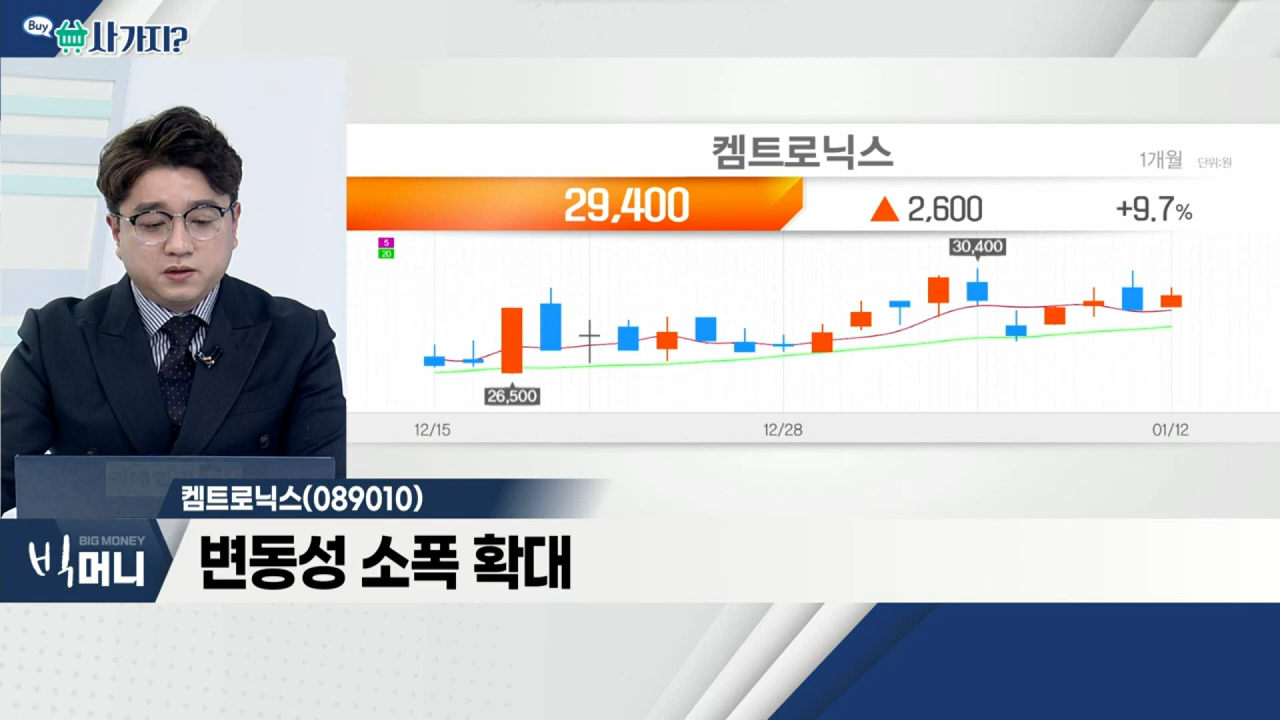 Buy 사가지?
켐트로닉스
1개월 단위:원
29,400 ▲ 2,600 +9.7%
5
20
30,400
26,500
12/15 12/28 01/12
켐트로닉스(089010)
BIG MONEY
빅머니
변동성 소폭 확대